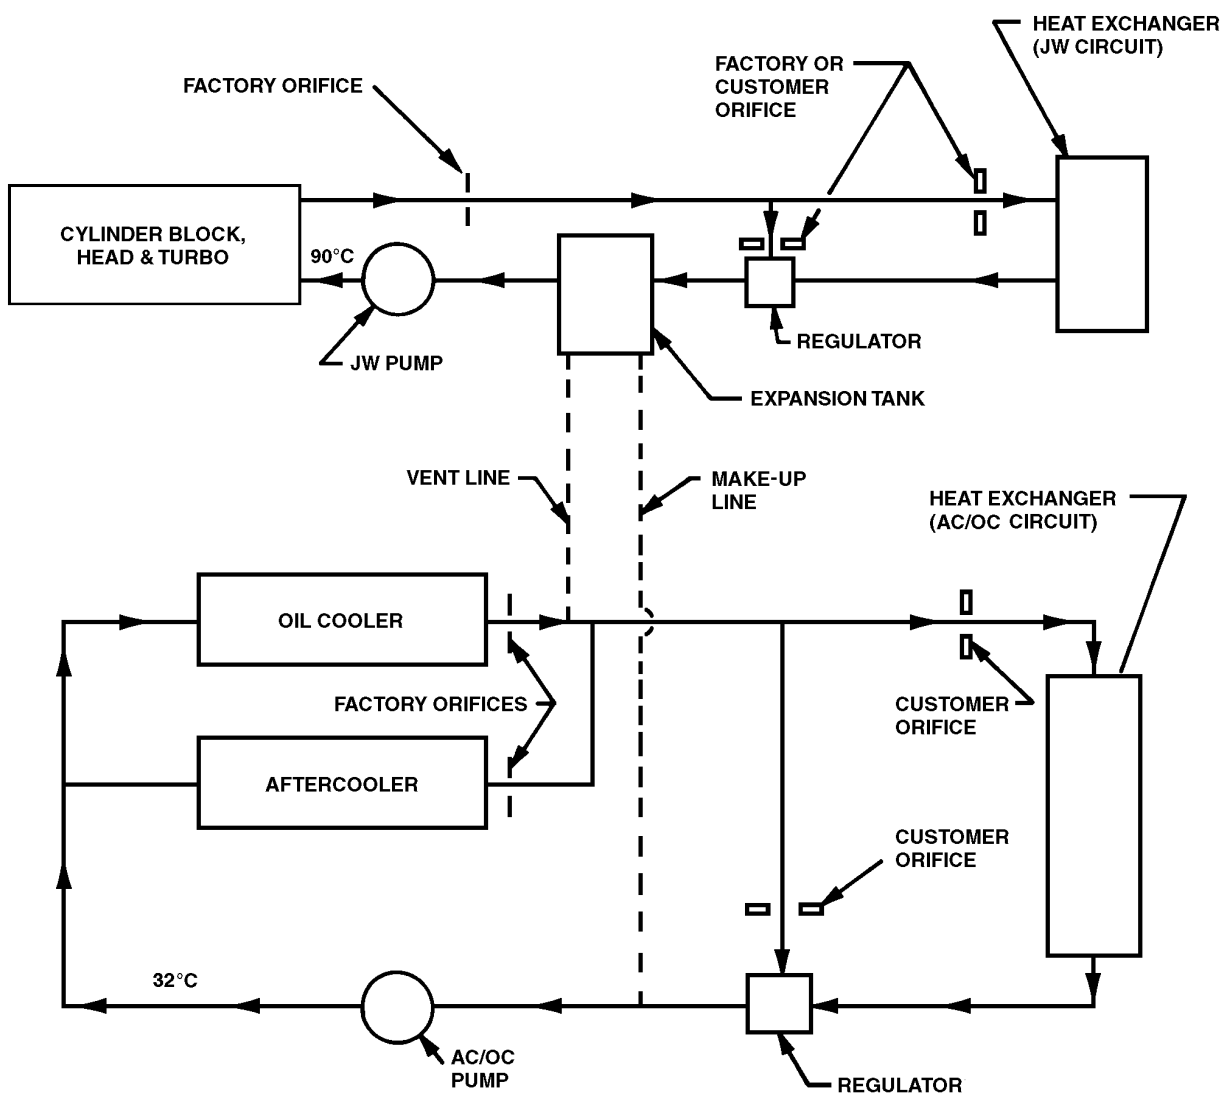 HEAT EXCHANGER
(JW CIRCUIT)
FACTORY OR
CUSTOMER
ORIFICE
FACTORY ORIFICE
CYLINDER BLOCK,
HEAD & TURBO
90°C
JW PUMP
REGULATOR
EXPANSION TANK
VENT LINE
MAKE-UP
LINE
HEAT EXCHANGER
(AC/OC CIRCUIT)
OIL COOLER
FACTORY ORIFICES
CUSTOMER
ORIFICE
AFTERCOOLER
CUSTOMER
ORIFICE
32°C
AC/OC
PUMP
REGULATOR